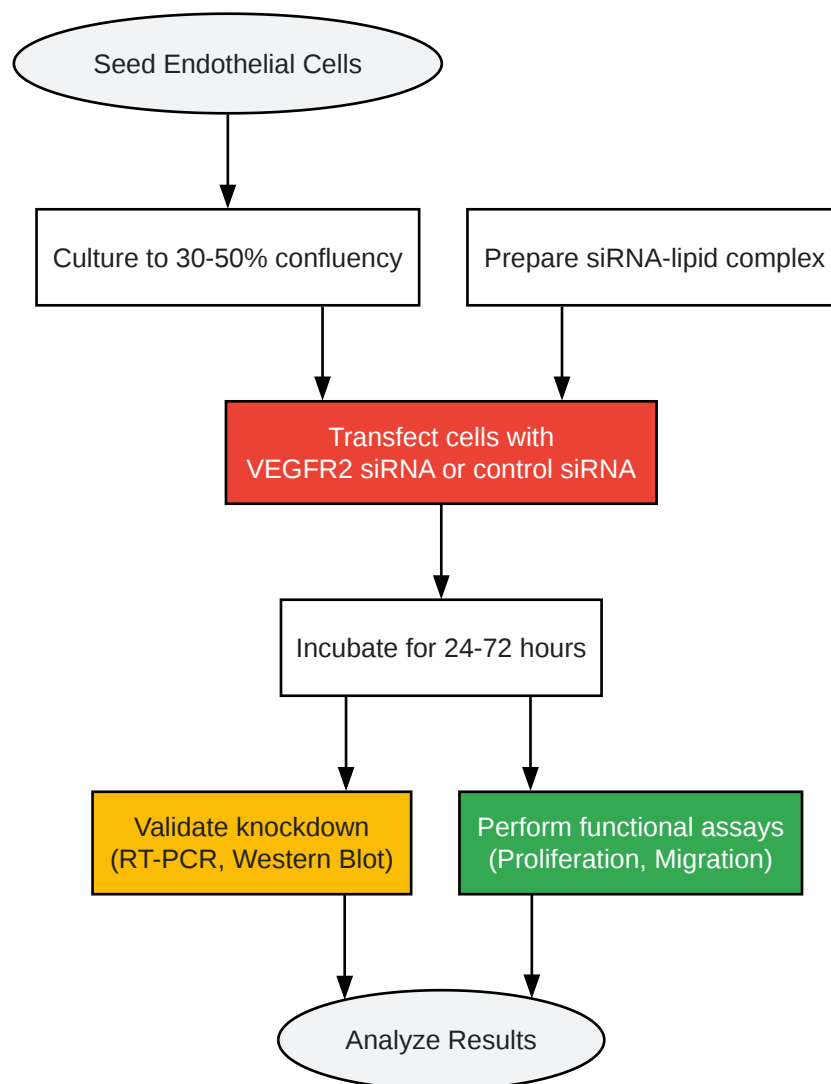 Seed Endothelial Cells
Culture to 30-50% confluency
Prepare siRNA-lipid complex
Transfect cells with
VEGFR2 siRNA or control siRNA
Incubate for 24-72 hours
Validate knockdown
(RT-PCR, Western Blot)
Perform functional assays
(Proliferation, Migration)
Analyze Results